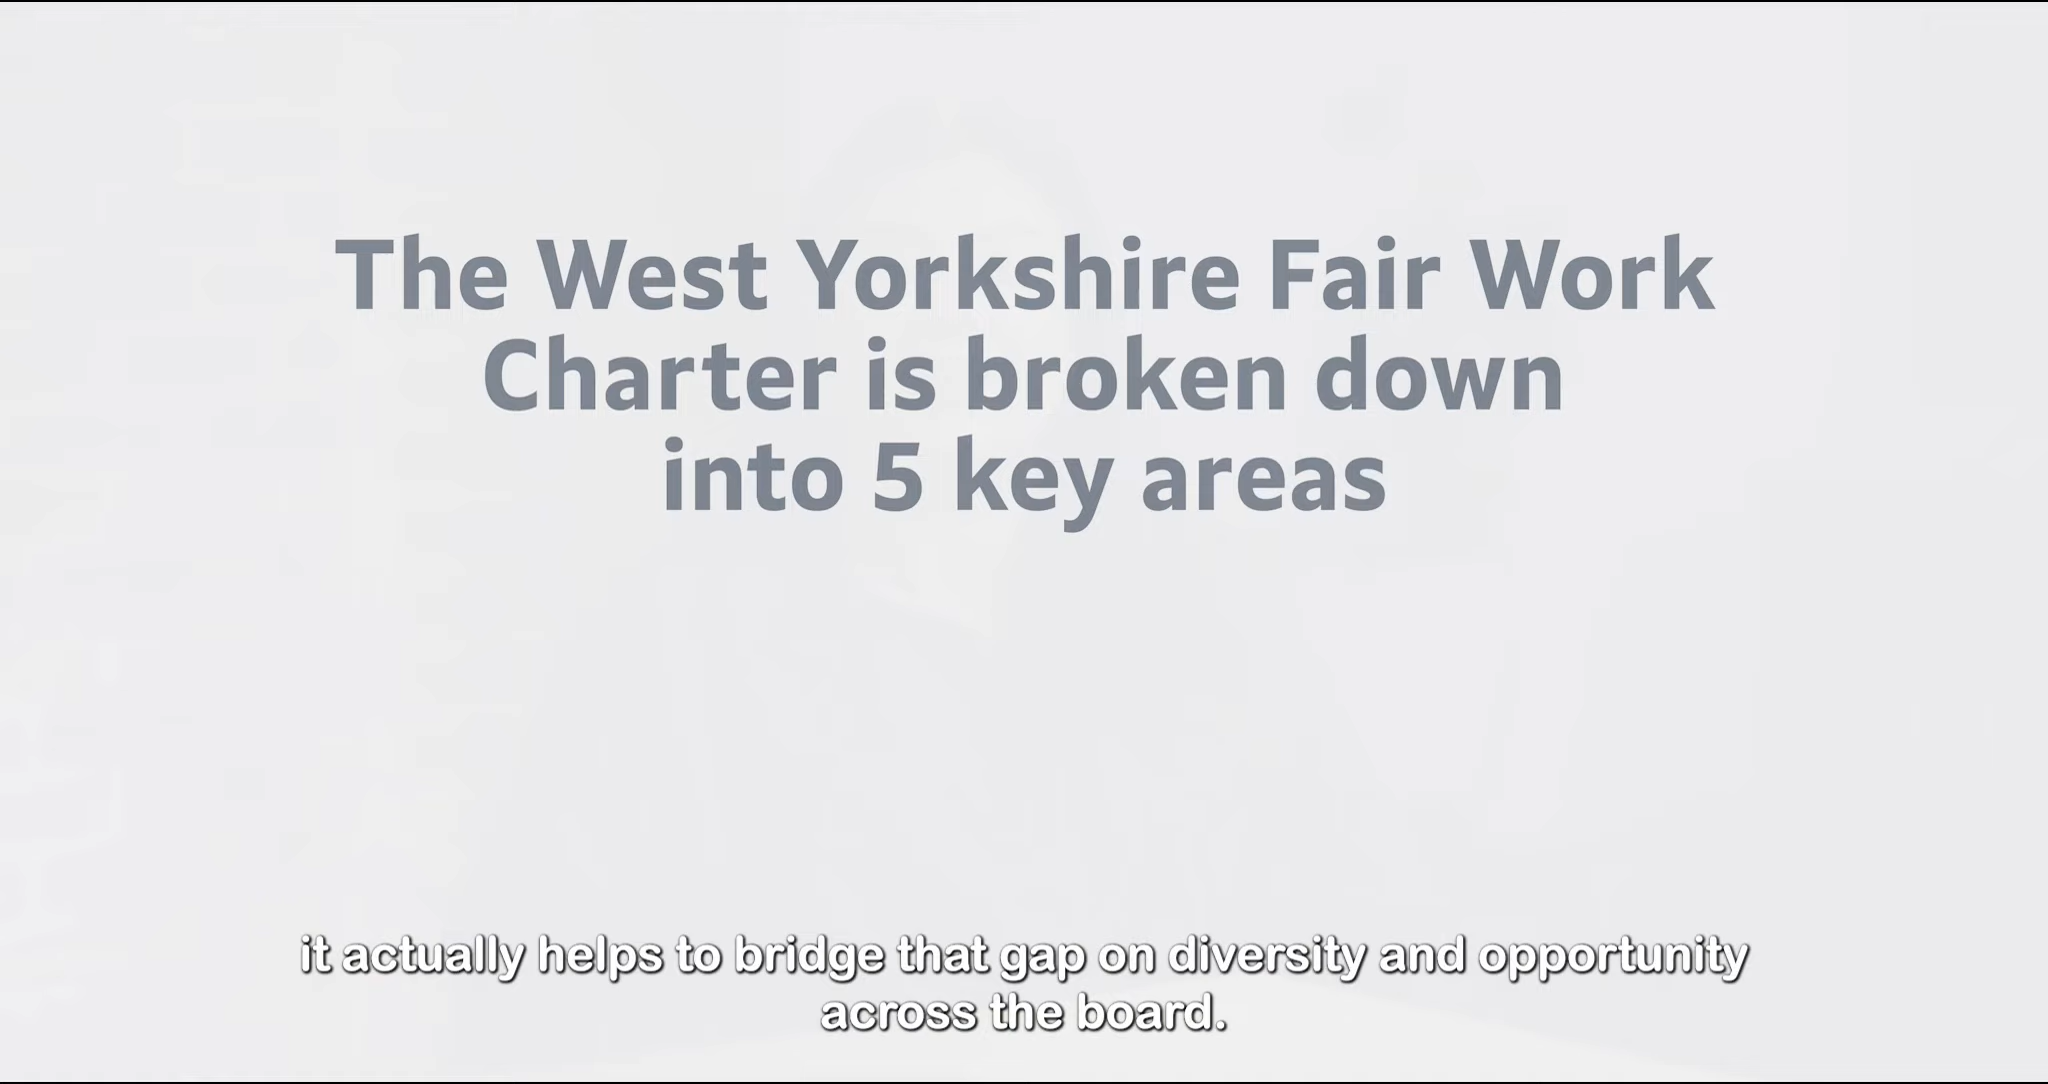 The West Yorkshire Fair Work
Charter is broken down
into 5 key areas
it actually helps to bridge that gap on diversity and opportunity
across the board.